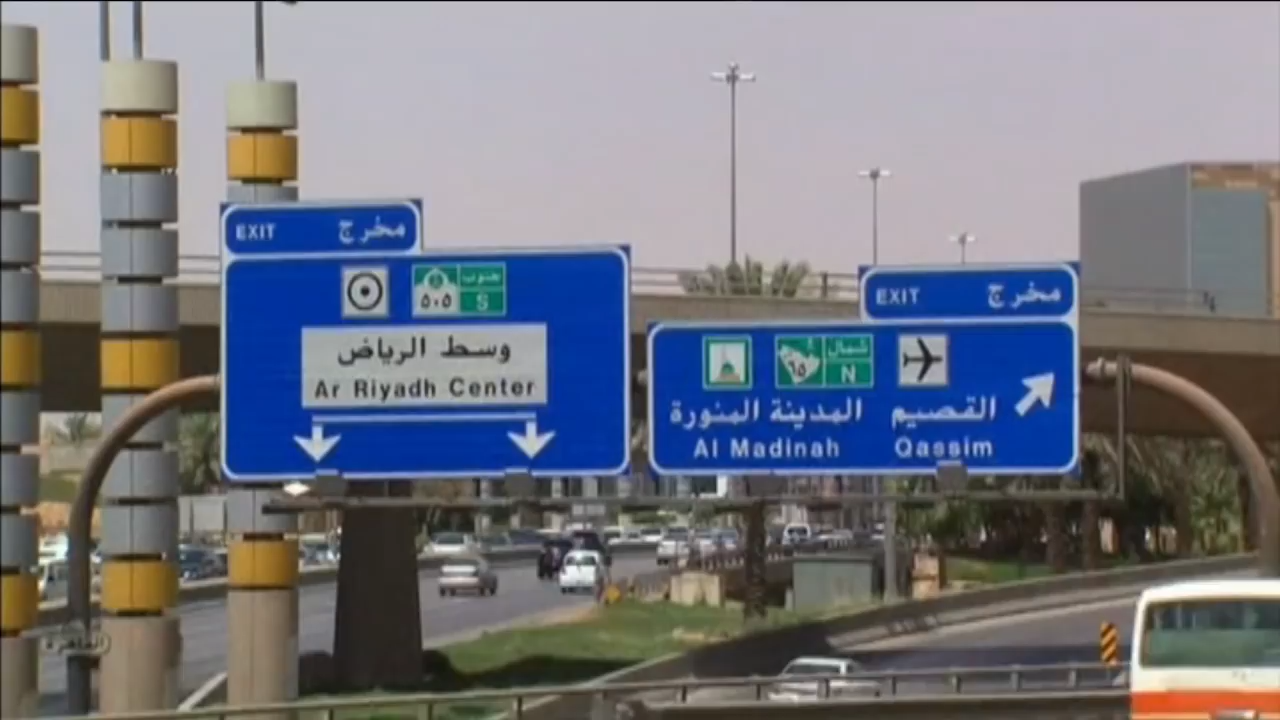 EXIT مخرج
جنوب
٥٠٥ S
وسط الرياض
Ar Riyadh Center
EXIT مخرج
شمال
٦٥ N
المدينة المنورة القصيم
Al Madinah Qassim
القاهرة